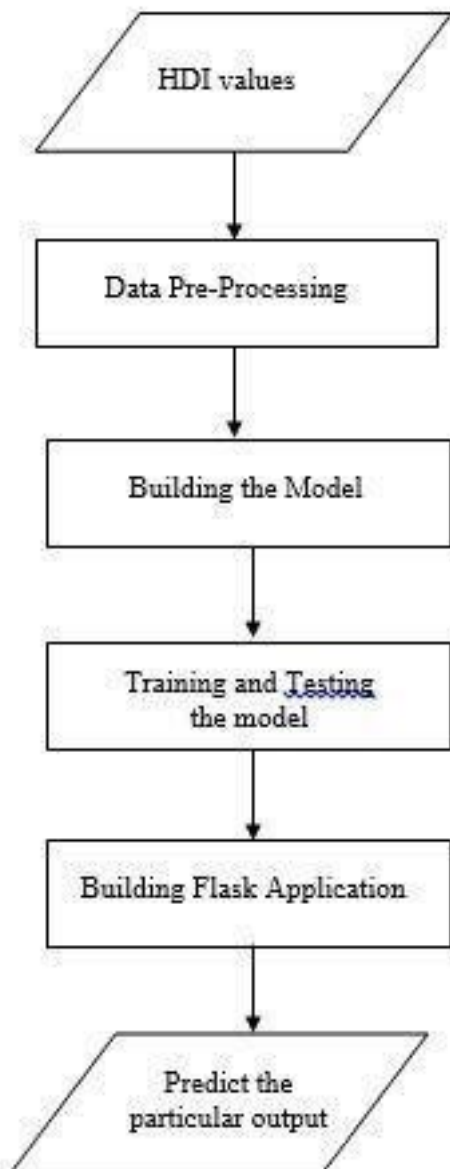 HDI values
Data Pre-Processing
Building the Model
Training and Testing
the model
Building Flask Application
Predict the
particular output